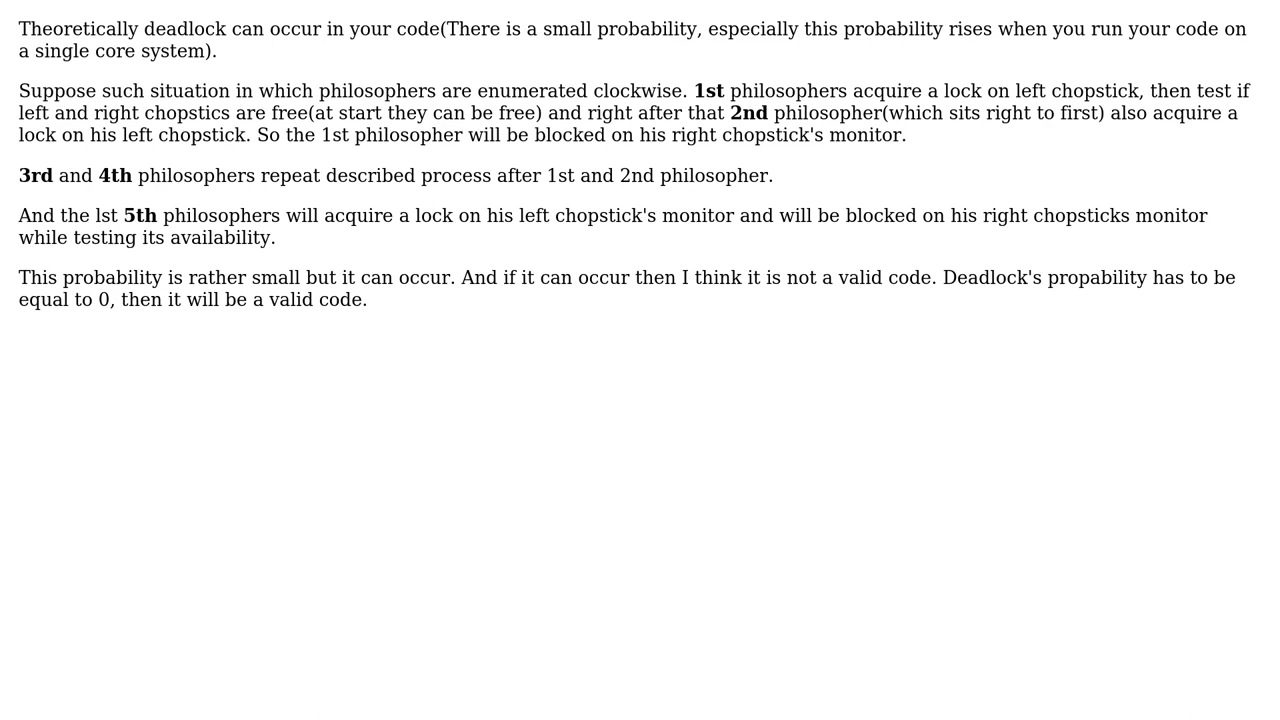 Theoretically deadlock can occur in your code(There is a small probability, especially this probability rises when you run your code on
a single core system).
Suppose such situation in which philosophers are enumerated clockwise. 1st philosophers acquire a lock on left chopstick, then test if
left and right chopstics are free(at start they can be free) and right after that 2nd philosopher(which sits right to first) also acquire a
lock on his left chopstick. So the 1st philosopher will be blocked on his right chopstick's monitor.
3rd and 4th philosophers repeat described process after 1st and 2nd philosopher.
And the lst 5th philosophers will acquire a lock on his left chopstick's monitor and will be blocked on his right chopsticks monitor
while testing its availability.
This probability is rather small but it can occur. And if it can occur then I think it is not a valid code. Deadlock's propability has to be
equal to 0, then it will be a valid code.